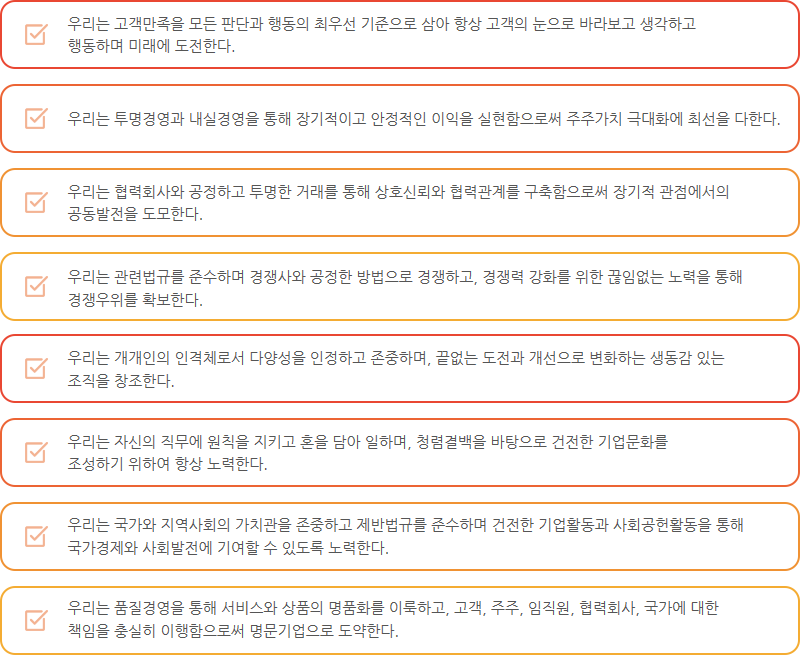 우리는 고객만족을 모든 판단과 행동의 최우선 기준으로 삼아 항상 고객의 눈으로 바라보고 생각하고
행동하며 미래에 도전한다.
우리는 투명경영과 내실경영을 통해 장기적이고 안정적인 이익을 실현함으로써 주주가치 극대화에 최선을 다한다.
우리는 협력회사와 공정하고 투명한 거래를 통해 상호신뢰와 협력관계를 구축함으로써 장기적 관점에서의
공동발전을 도모한다.
우리는 관련법규를 준수하며 경쟁사와 공정한 방법으로 경쟁하고, 경쟁력 강화를 위한 끊임없는 노력을 통해
경쟁우위를 확보한다.
우리는 개개인의 인격체로서 다양성을 인정하고 존중하며, 끝없는 도전과 개선으로 변화하는 생동감 있는
조직을 창조한다.
우리는 자신의 직무에 원칙을 지키고 혼을 담아 일하며, 청렴결백을 바탕으로 건전한 기업문화를
조성하기 위하여 항상 노력한다.
우리는 국가와 지역사회의 가치관을 존중하고 제반법규를 준수하며 건전한 기업활동과 사회공헌활동을 통해
국가경제와 사회발전에 기여할 수 있도록 노력한다.
우리는 품질경영을 통해 서비스와 상품의 명품화를 이룩하고, 고객, 주주, 임직원, 협력회사, 국가에 대한
책임을 충실히 이행함으로써 명문기업으로 도약한다.